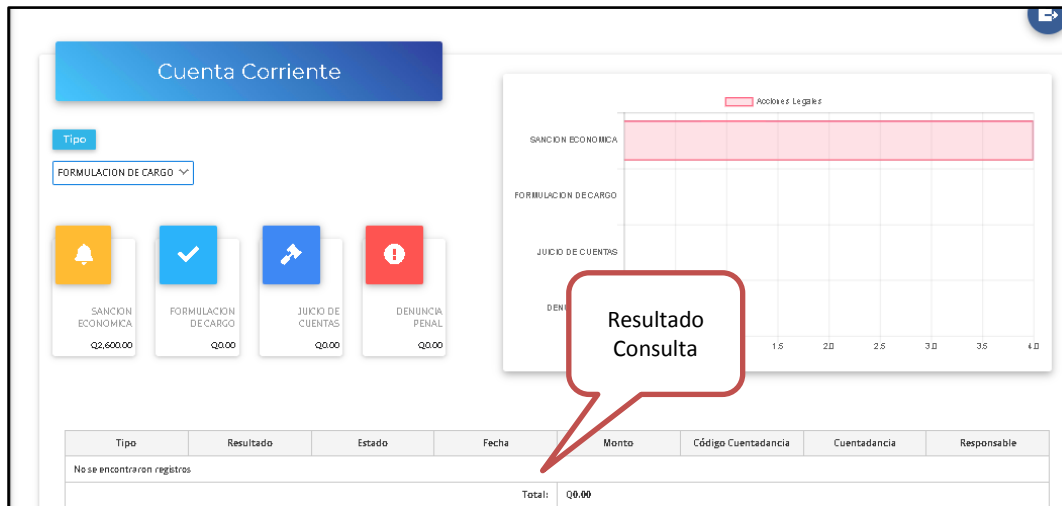 Cuenta Corriente
Tipo
FORMULACION DE CARGO
SANCION
ECONOMICA
Q2,600.00
FORMULACION
DE CARGO
Q0.00
JUICIO DE
CUENTAS
Q0.00
DENUNCIA
PENAL
Q0.00
Acciones Legales
SANCION ECONOMICA
FORMULACION DE CARGO
JUICIO DE CUENTAS
1.5 2.0 2.5 3.0 3.5 4.0
Resultado
Consulta
Tipo Resultado Estado Fecha Monto Código Cuentadancia Cuentadancia Responsable
No se encontraron registros
Total: Q0.00